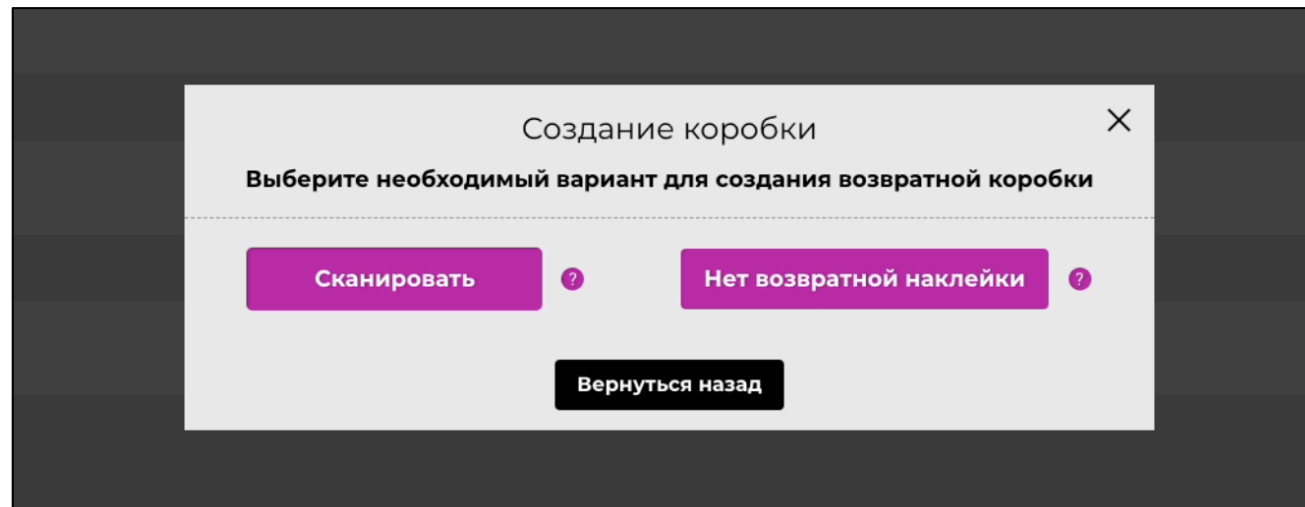 Создание коробки
Выберите необходимый вариант для создания возвратной коробки
Сканировать ? Нет возвратной наклейки ?
Вернуться назад